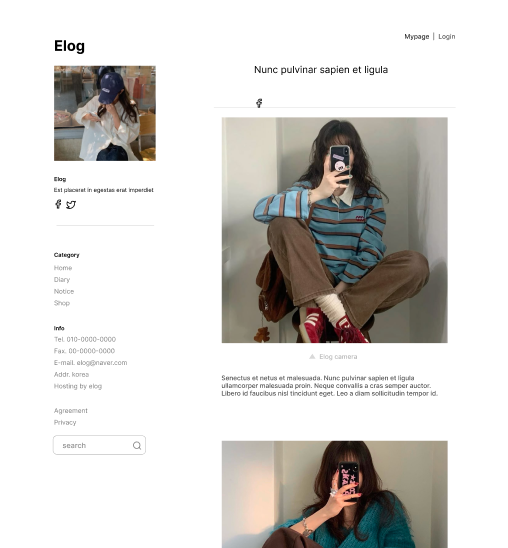 Mypage | Login
Elog
Nunc pulvinar sapien et ligula
Elog
Est placerat in egestas erat imperdiet
Category
Home
Diary
Notice
Shop
Info
Tel. 010-0000-0000
Fax. 00-0000-0000
E-mail. elog@naver.com
Addr. korea
Hosting by elog
Agreement
Privacy
search
Elog camera
Senectus et netus et malesuada. Nunc pulvinar sapien et ligula
ullamcorper malesuada proin. Neque convallis a cras semper auctor.
Libero id faucibus nisl tincidunt eget. Leo a diam sollicitudin tempor id.